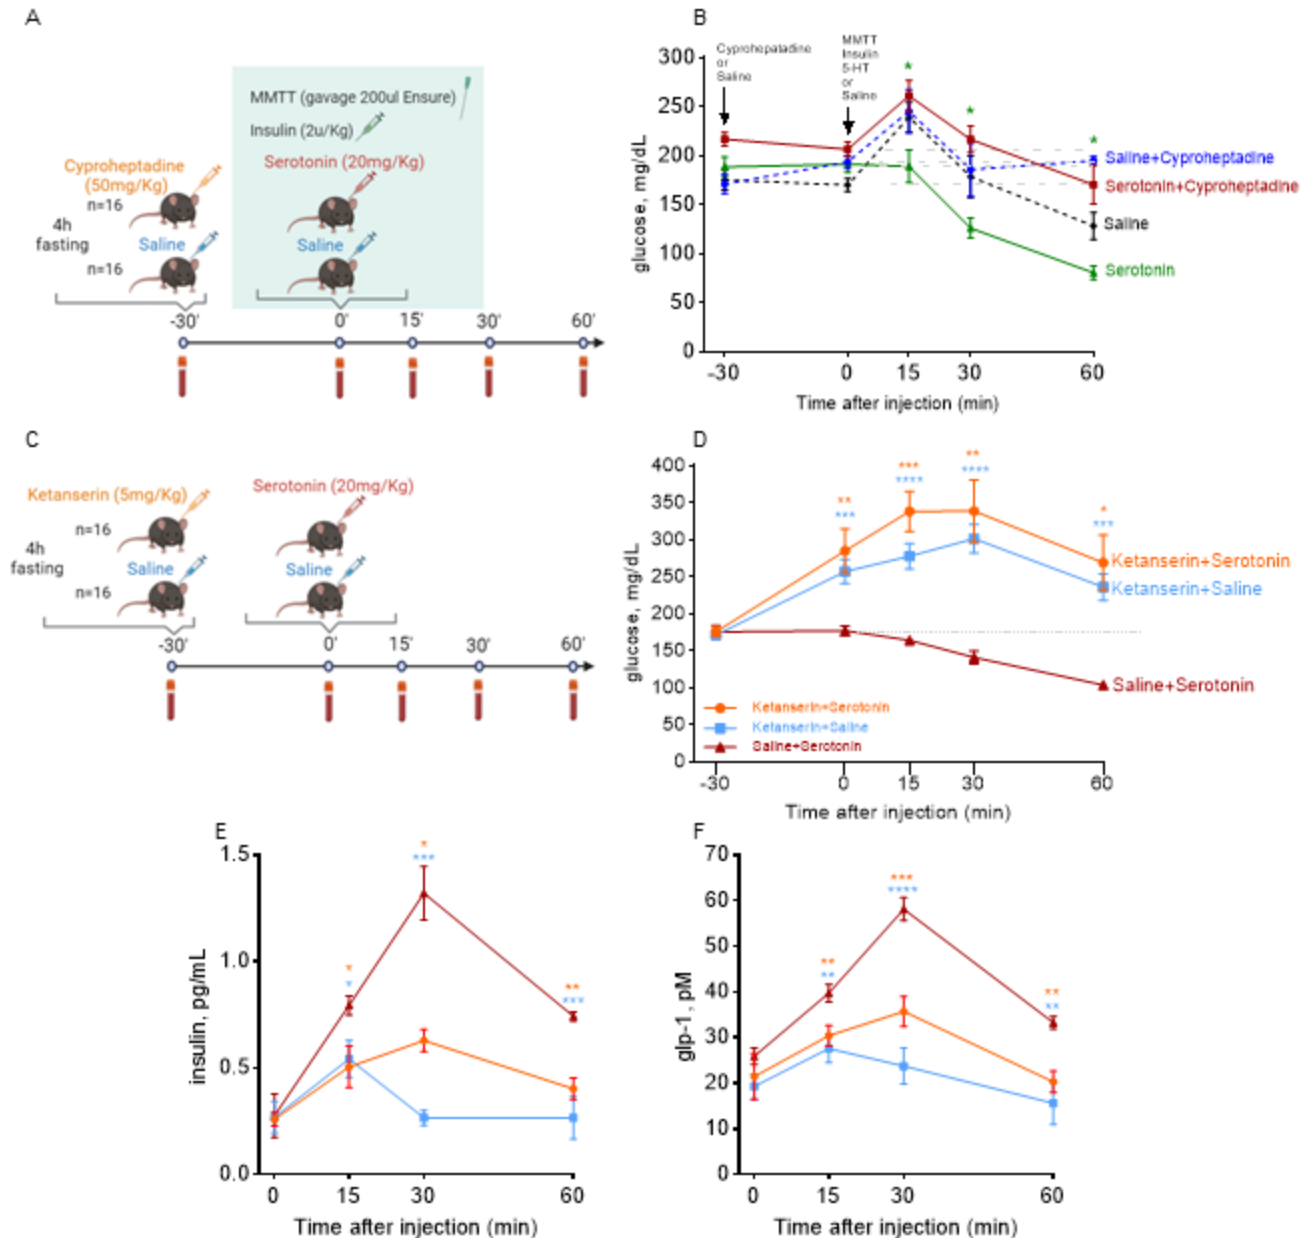 A
MMTT (gavage 200ul Ensure)
Insulin (2u/Kg)
Cyproheptadine
(50mg/Kg)
Serotonin (20mg/Kg)
n=16
4h
fasting
Saline
Saline
n=16
-30'
0'
15'
30'
60'
B
Cyprohepatadine
or
Saline
MMTT
Insulin
5-HT
or
Saline
300
250
200
150
100
50
0
glucose, mg/dL
*
*
*
Saline+Cyproheptadine
Serotonin+Cyproheptadine
Saline
Serotonin
-30
0
15
30
60
Time after injection (min)
C
Ketanserin (5mg/Kg)
Serotonin (20mg/Kg)
n=16
4h
fasting
Saline
Saline
n=16
-30'
0'
15'
30'
60'
D
400
350
300
250
200
150
100
50
0
glucose, mg/dL
**
***
***
****
**
****
*
***
Ketanserin+Serotonin
Ketanserin+Saline
Saline+Serotonin
Ketanserin+Serotonin
Ketanserin+Saline
Saline+Serotonin
-30
0
15
30
60
Time after injection (min)
E
1.5
1.0
0.5
0.0
insulin, pg/mL
*
*
*
***
**
***
0
15
30
60
Time after injection (min)
F
70
60
50
40
30
20
10
0
glp-1, pM
**
**
***
****
**
**
0
15
30
60
Time after injection (min)